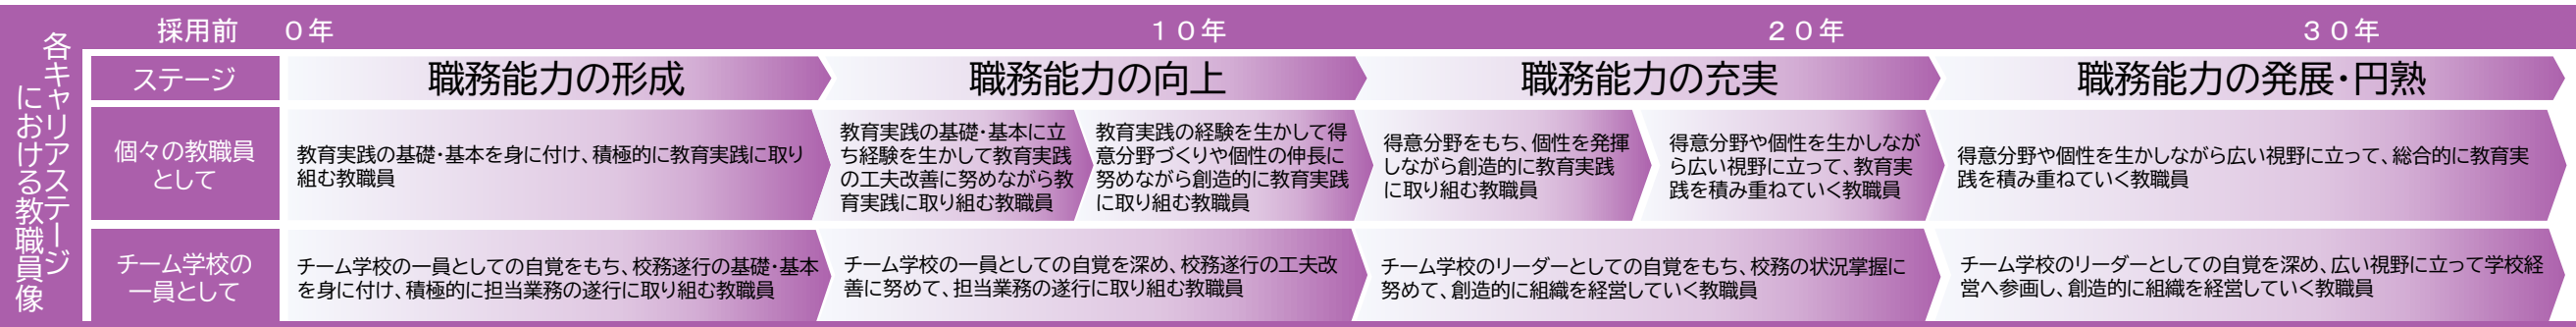 各キャリアステージ
における教職員像
採用前
０年
１０年
２０年
３０年
ステージ
職務能力の形成
職務能力の向上
職務能力の充実
職務能力の発展・円熟
個々の教職員
として
教育実践の基礎・基本を身に付け、積極的に教育実践に取り
組む教職員
教育実践の基礎・基本に立
ち経験を生かして教育実践
の工夫改善に努めながら教
育実践に取り組む教職員
教育実践の経験を生かして得
意分野づくりや個性の伸長に
努めながら創造的に教育実践
に取り組む教職員
得意分野をもち、個性を発揮
しながら創造的に教育実践
に取り組む教職員
得意分野や個性を生かしなが
ら広い視野に立って、教育実
践を積み重ねていく教職員
得意分野や個性を生かしながら広い視野に立って、総合的に教育実
践を積み重ねていく教職員
チーム学校の
一員として
チーム学校の一員としての自覚をもち、校務遂行の基礎・基本
を身に付け、積極的に担当業務の遂行に取り組む教職員
チーム学校の一員としての自覚を深め、校務遂行の工夫改
善に努めて、担当業務の遂行に取り組む教職員
チーム学校のリーダーとしての自覚をもち、校務の状況掌握に
努めて、創造的に組織を経営していく教職員
チーム学校のリーダーとしての自覚を深め、広い視野に立って学校経
営へ参画し、創造的に組織を経営していく教職員